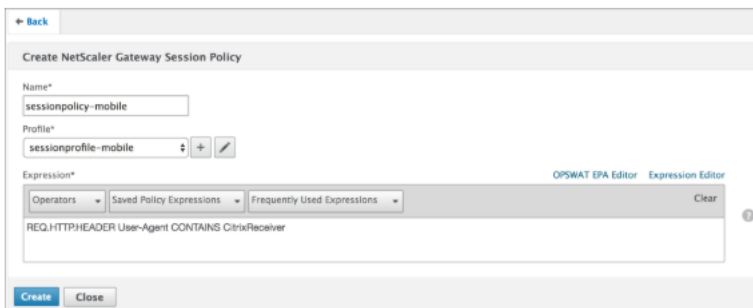 ← Back
Create NetScaler Gateway Session Policy
Name*
sessionpolicy-mobile
Profile*
sessionprofile-mobile
+
Expression*
OPSWAT EPA Editor Expression Editor
Operators Saved Policy Expressions Frequently Used Expressions Clear
?
REQ.HTTP.HEADER User-Agent CONTAINS CitrixReceiver
Create Close